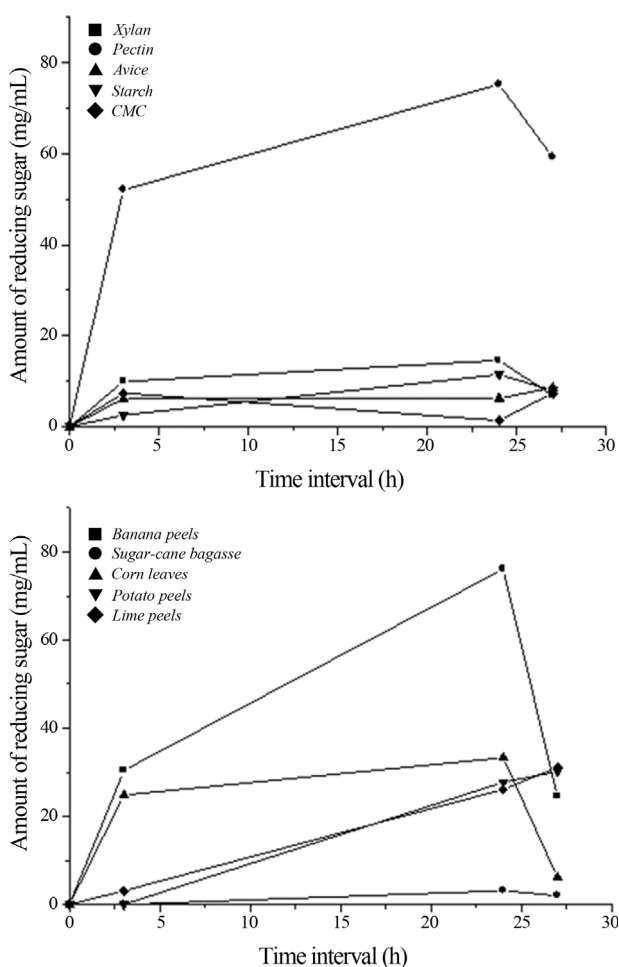 Xylan
Pectin
Avice
Starch
CMC
80
60
40
20
0
0 5 10 15 20 25 30
Amount of reducing sugar (mg/mL)
Time interval (h)
Banana peels
Sugar-cane bagasse
Corn leaves
Potato peels
Lime peels
80
60
40
20
0
0 5 10 15 20 25 30
Amount of reducing sugar (mg/mL)
Time interval (h)